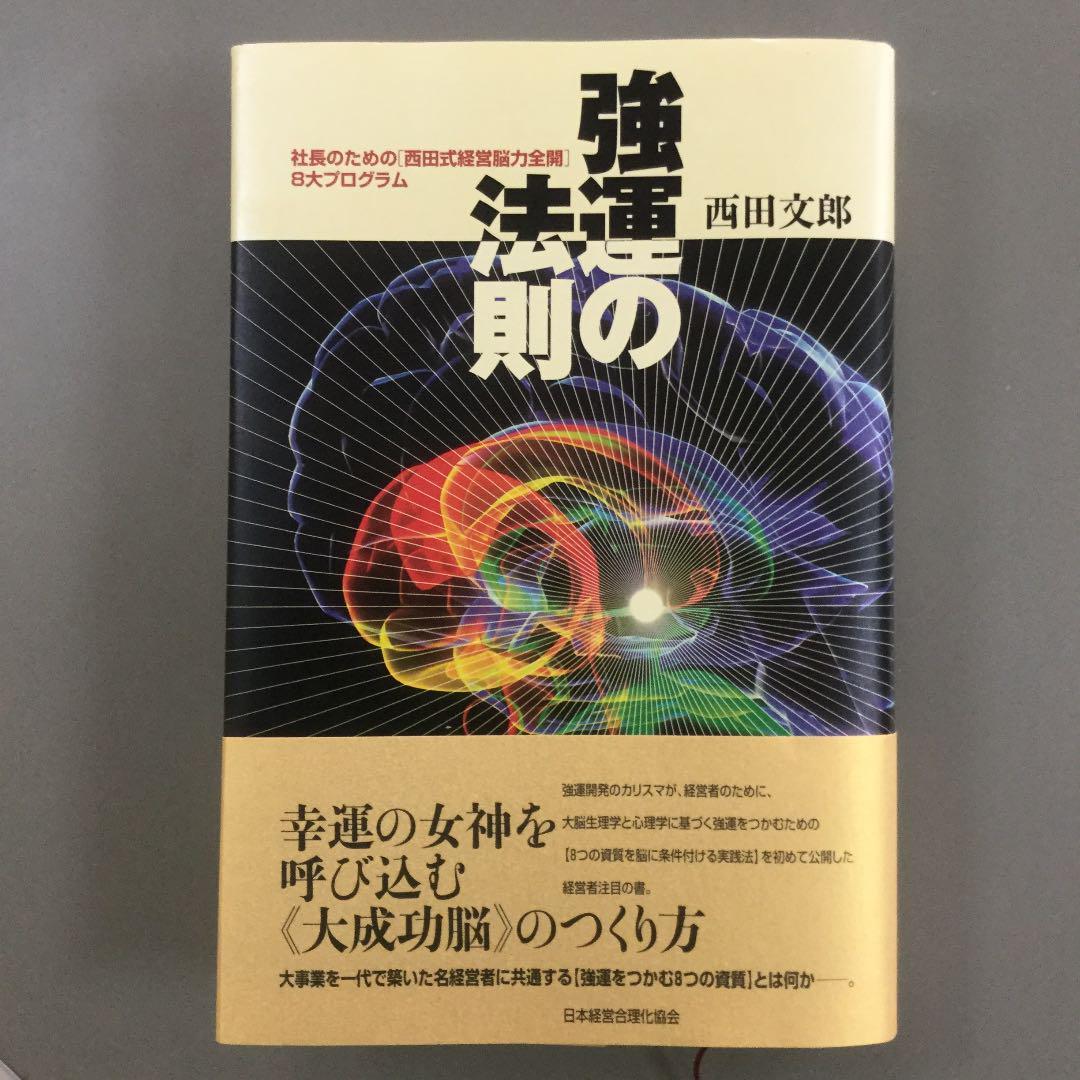 強運の
法則
社長のための[西田式経営脳力全開]
8大プログラム
西田文郎
幸運の女神を
呼び込む
《大成功脳》のつくり方
強運開発のカリスマが、経営者のために、
大脳生理学と心理学に基づく強運をつかむための
【8つの資質を脳に条件付ける実践法】を初めて公開した
経営者注目の書。
大事業を一代で築いた名経営者に共通する【強運をつかむ8つの資質】とは何か――。
日本経営合理化協会